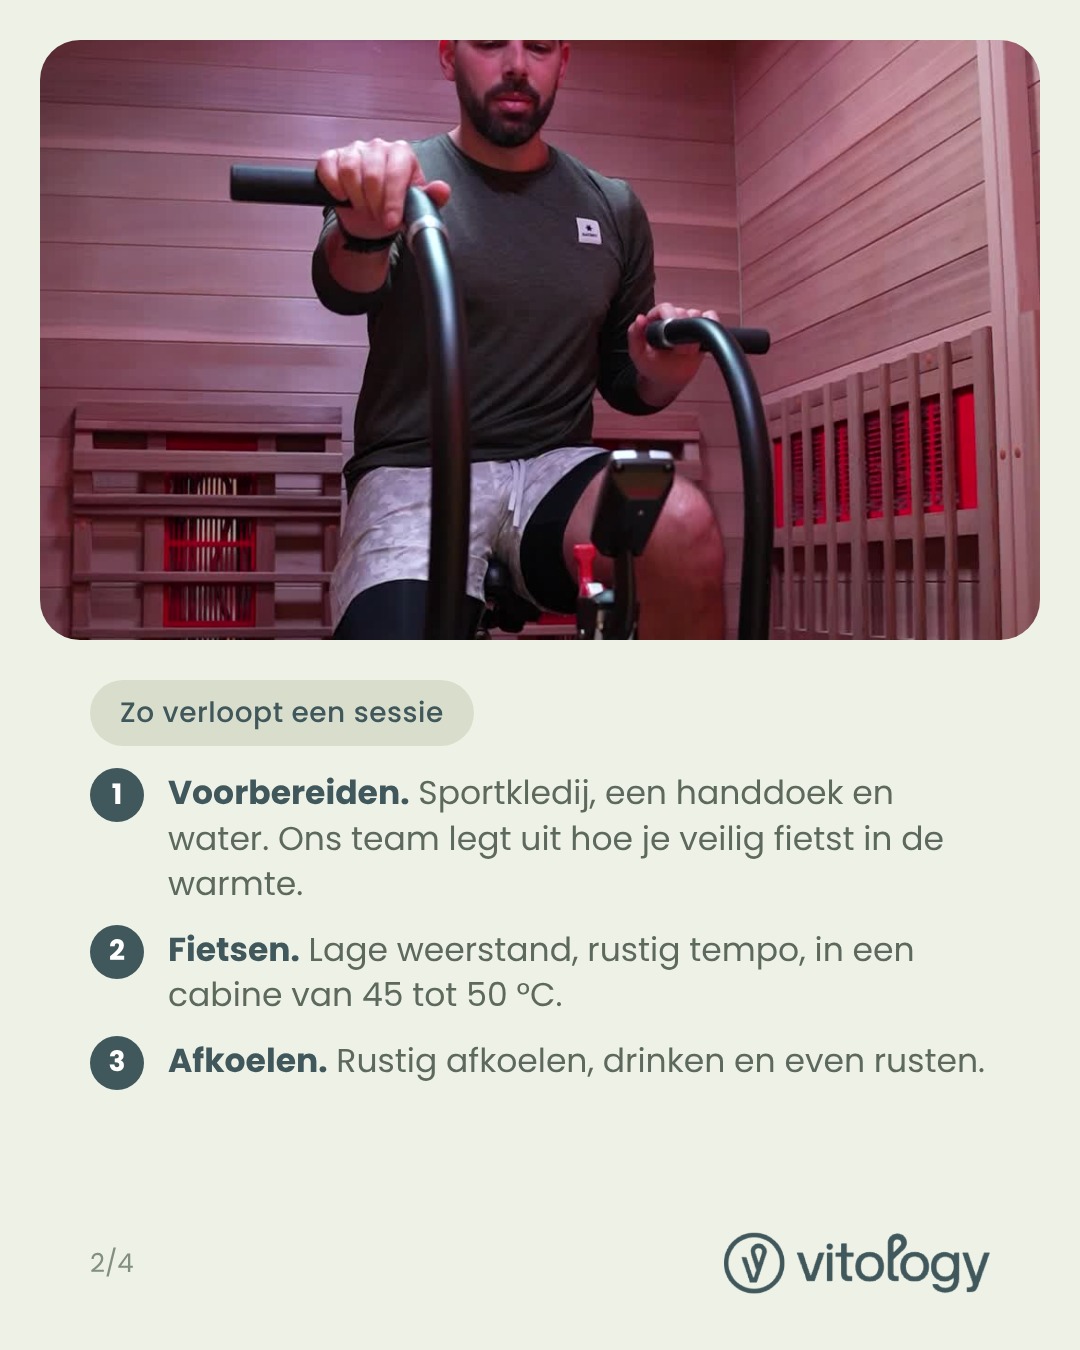 Zo verloopt een sessie
1 Voorbereiden. Sportkledij, een handdoek en
water. Ons team legt uit hoe je veilig fietst in de
warmte.
2 Fietsen. Lage weerstand, rustig tempo, in een
cabine van 45 tot 50 °C.
3 Afkoelen. Rustig afkoelen, drinken en even rusten.
2/4
vitology